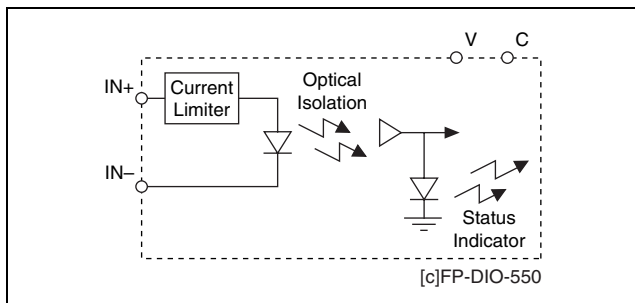 V C
IN+
Current
Limiter
Optical
Isolation
IN–
Status
Indicator
[c]FP-DIO-550